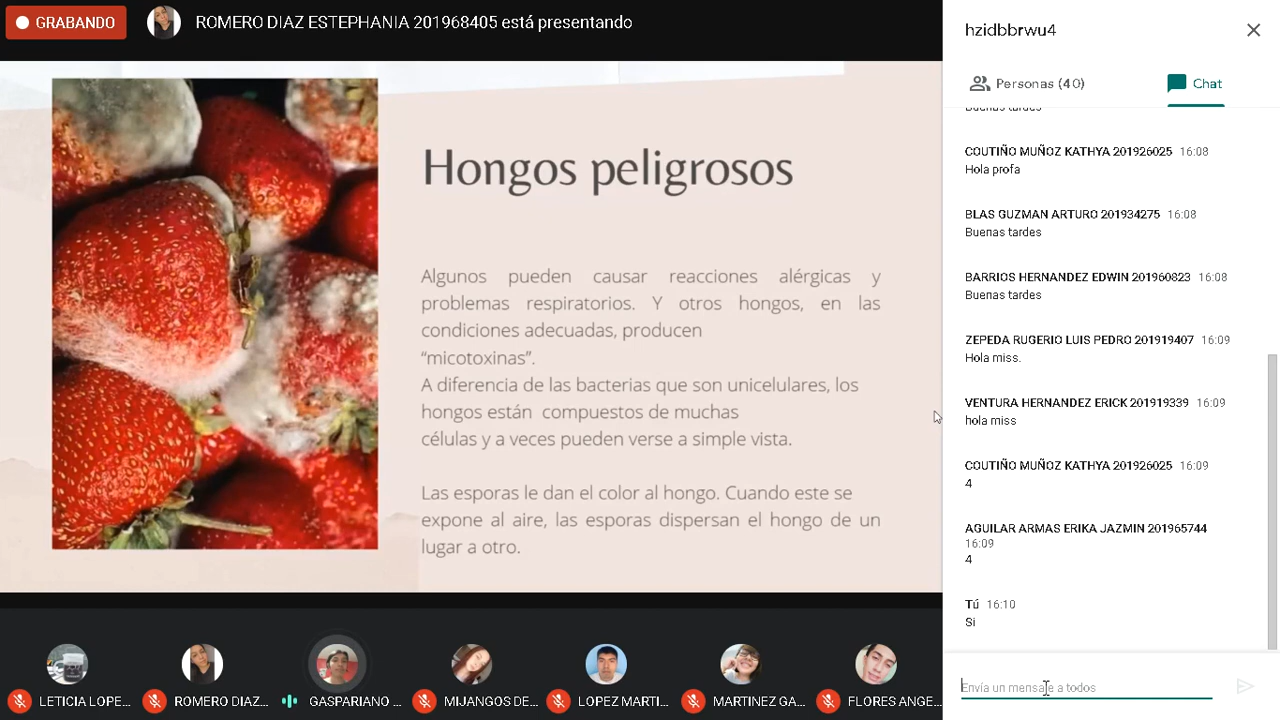 GRABANDO
ROMERO DIAZ ESTEPHANIA 201968405 está presentando
Hongos peligrosos
Algunos pueden causar reacciones alérgicas y
problemas respiratorios. Y otros hongos, en las
condiciones adecuadas, producen
“micotoxinas”.
A diferencia de las bacterias que son unicelulares, los
hongos están compuestos de muchas
células y a veces pueden verse a simple vista.
Las esporas le dan el color al hongo. Cuando este se
expone al aire, las esporas dispersan el hongo de un
lugar a otro.
LETICIA LOPE...
ROMERO DIAZ...
GASPARIANO ...
MIJANGOS DE...
LOPEZ MARTI...
MARTINEZ GA...
FLORES ANGE...
hzidbbrwu4
Personas (40)
Chat
Buenas tardes
COUTIÑO MUÑOZ KATHYA 201926025 16:08
Hola profa
BLAS GUZMAN ARTURO 201934275 16:08
Buenas tardes
BARRIOS HERNANDEZ EDWIN 201960823 16:08
Buenas tardes
ZEPEDA RUGERIO LUIS PEDRO 201919407 16:09
Hola miss.
VENTURA HERNANDEZ ERICK 201919339 16:09
hola miss
COUTIÑO MUÑOZ KATHYA 201926025 16:09
4
AGUILAR ARMAS ERIKA JAZMIN 201965744
16:09
4
Tú 16:10
Si
Envía un mensaje a todos